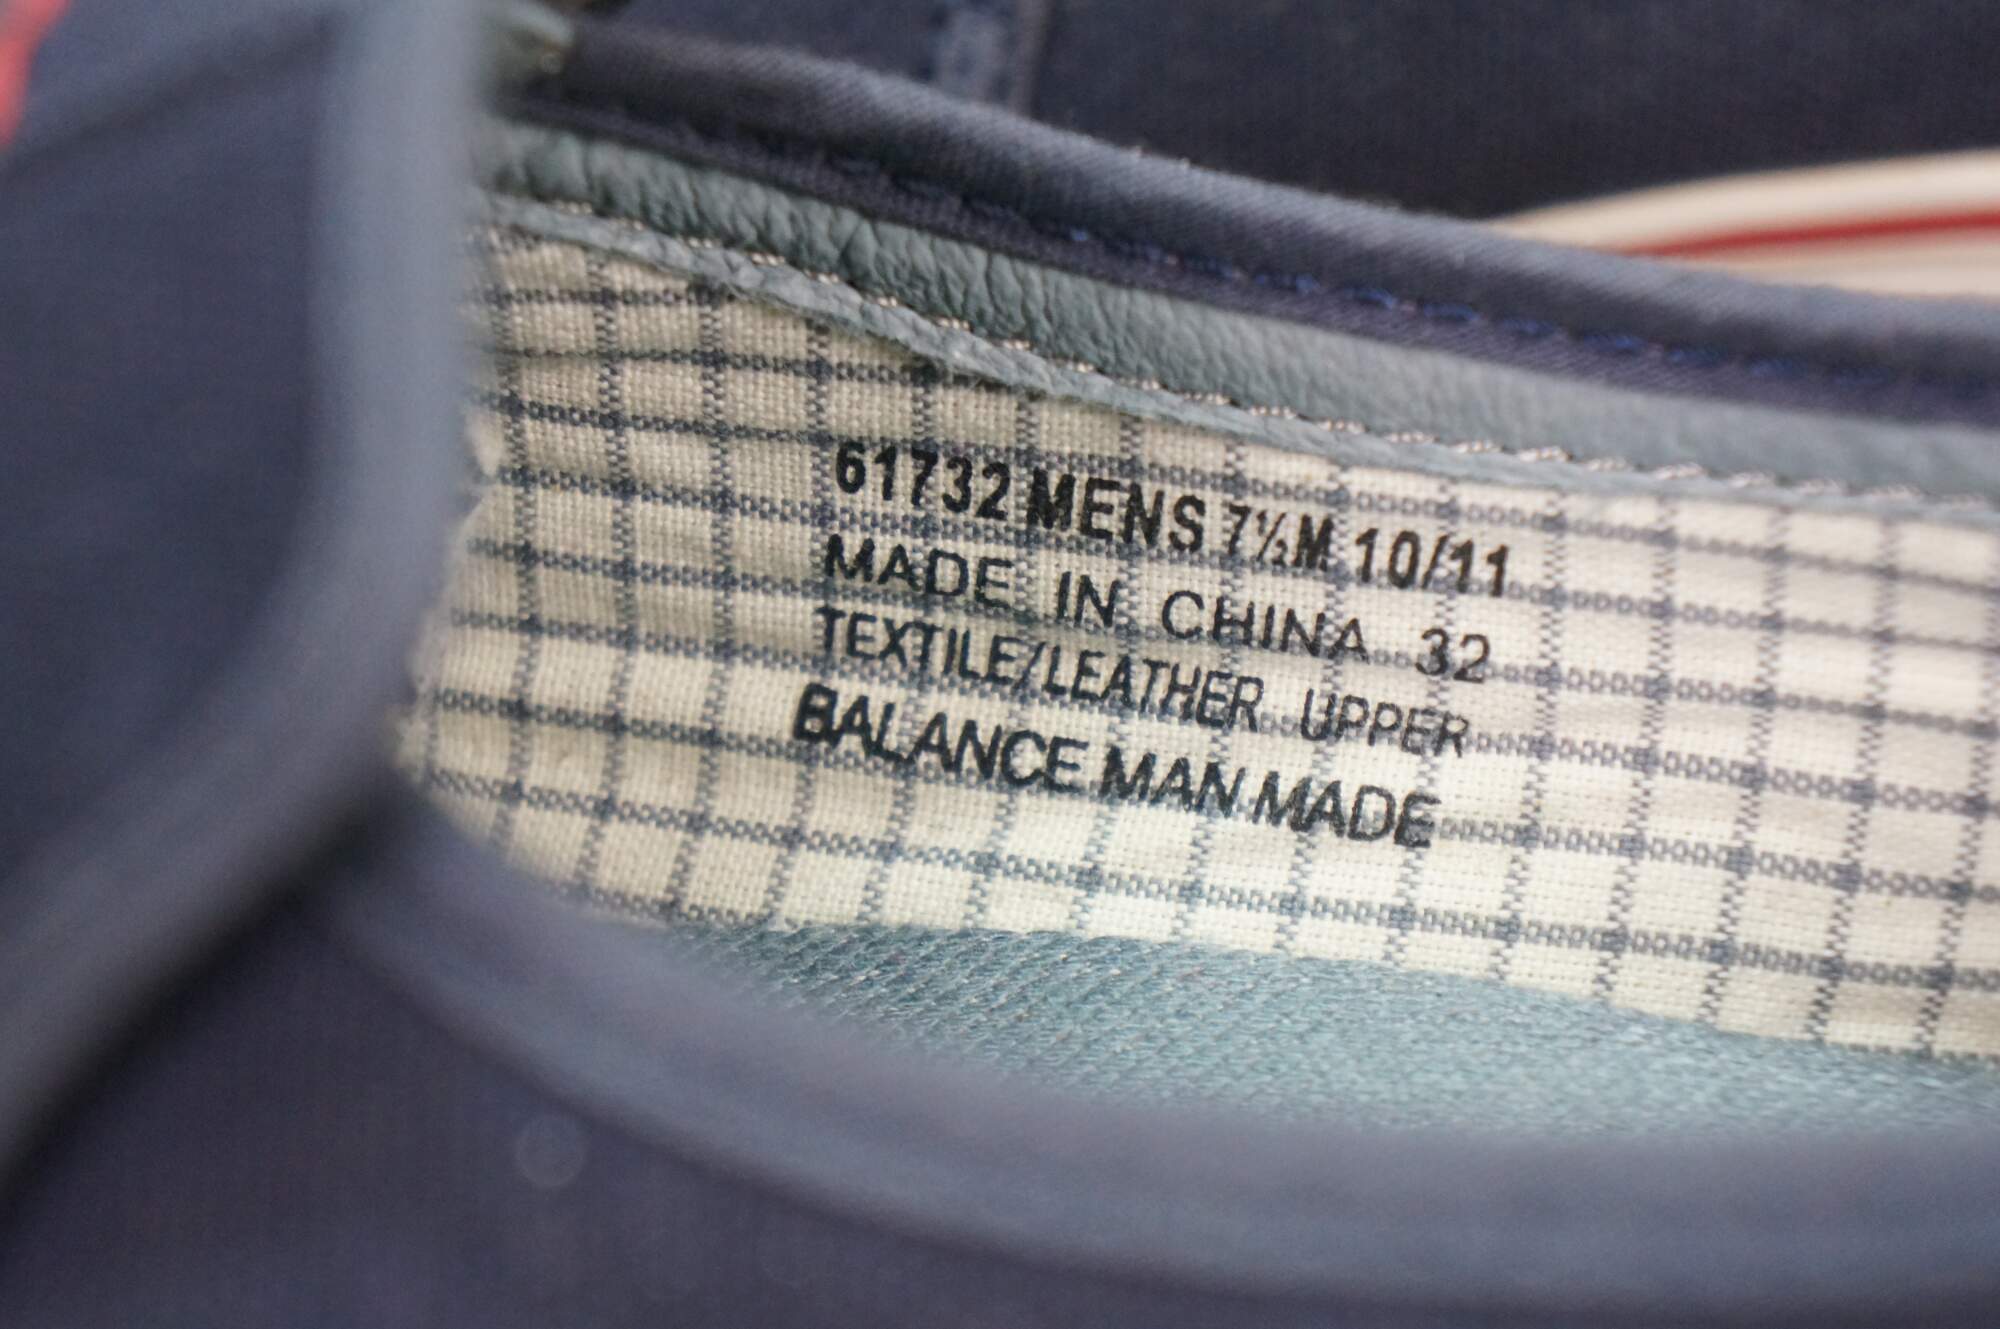 61732 MENS 7½M 10/11
MADE IN CHINA 32
TEXTILE/LEATHER UPPER
BALANCE MAN MADE